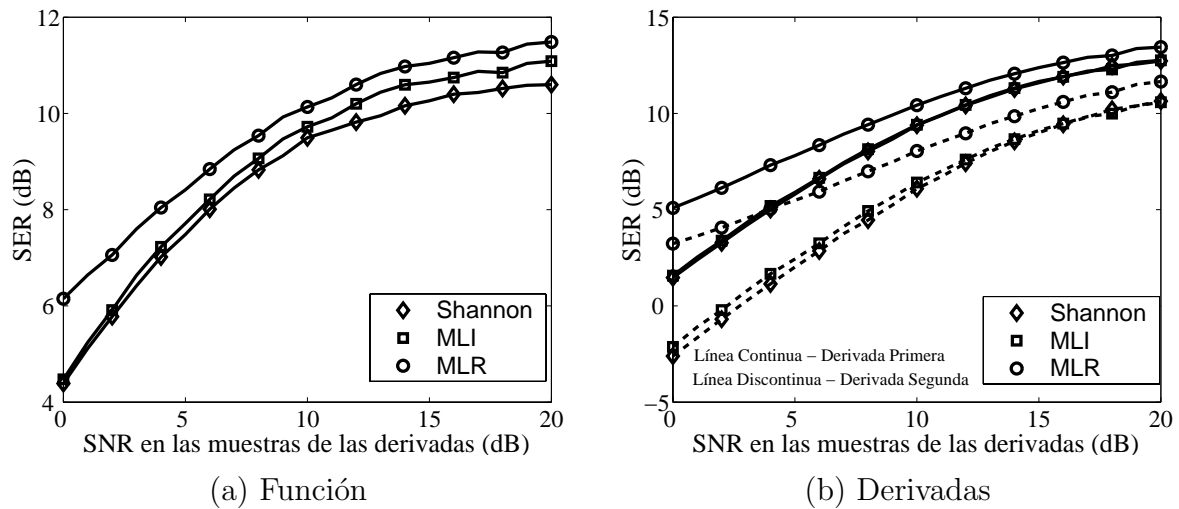 12
10
8
6
4
SER (dB)
0
5
10
15
20
SNR en las muestras de las derivadas (dB)
Shannon
MLI
MLR
(a) Función
15
10
5
0
−5
SER (dB)
0
5
10
15
20
SNR en las muestras de las derivadas (dB)
Línea Continua – Derivada Primera
Línea Discontinua – Derivada Segunda
Shannon
MLI
MLR
(b) Derivadas